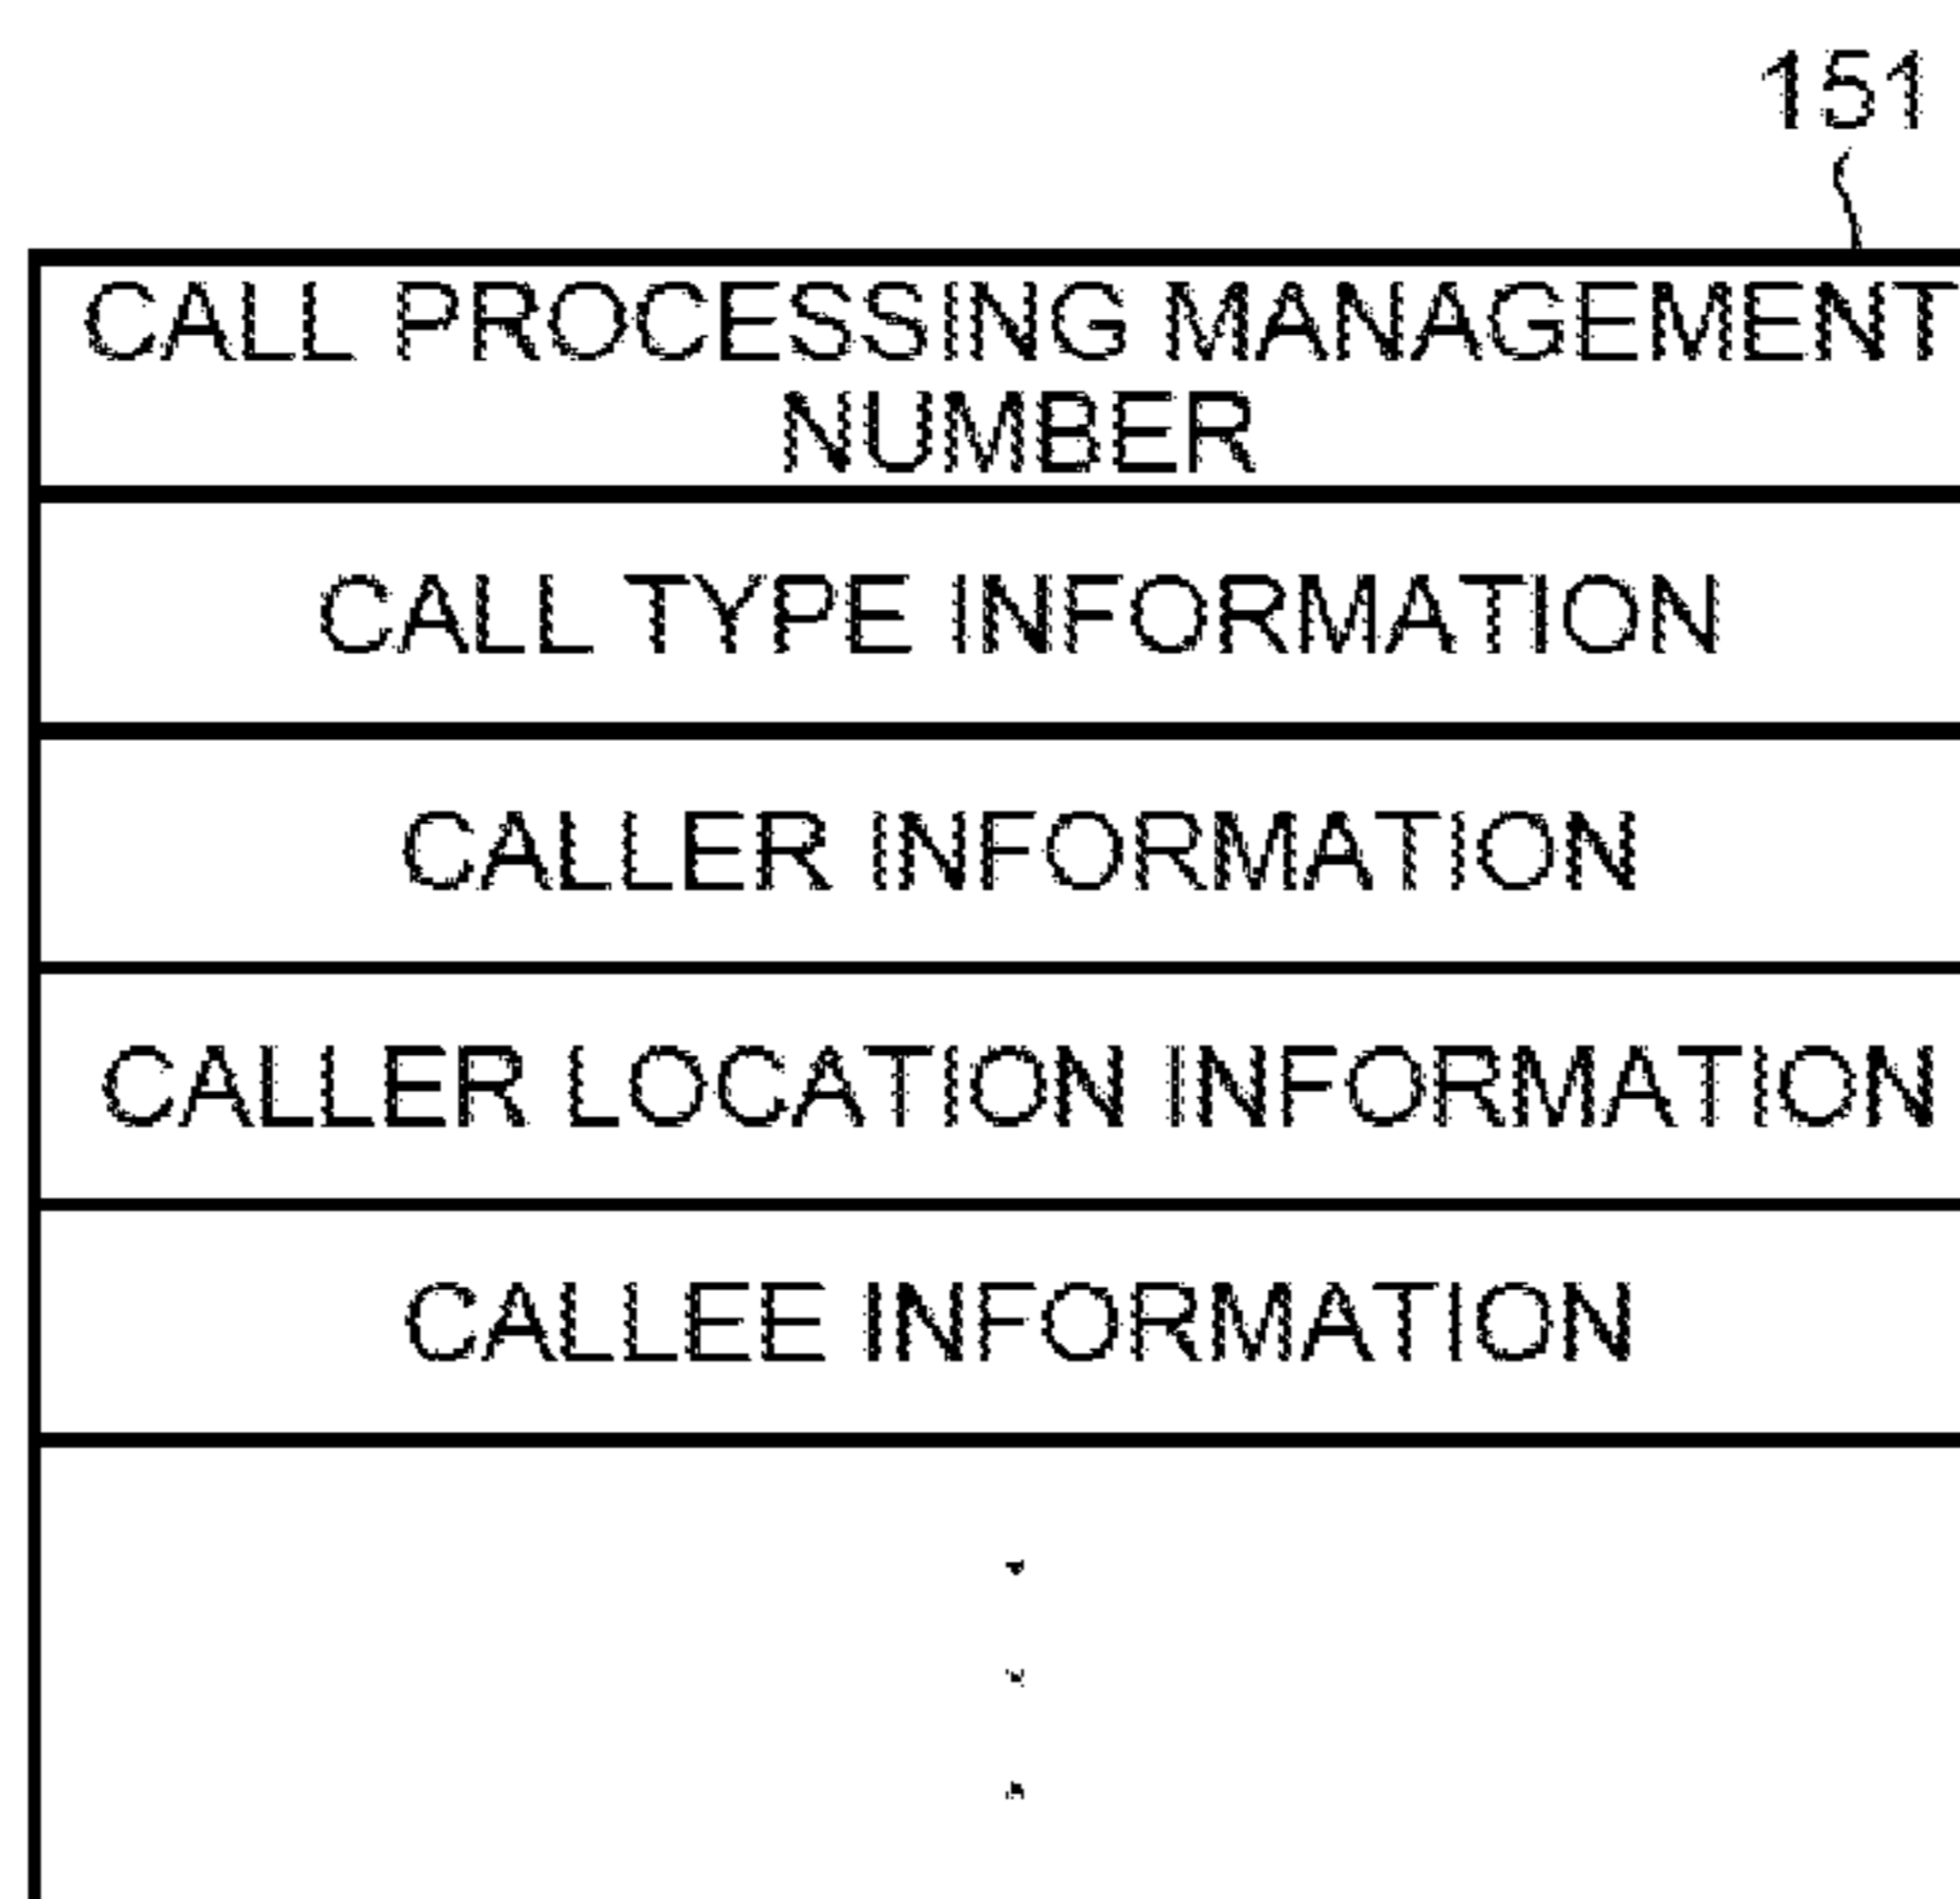 151
CALL PROCESSING MANAGEMENT
NUMBER
CALL TYPE INFORMATION
CALLER INFORMATION
CALLER LOCATION INFORMATION
CALLEE INFORMATION